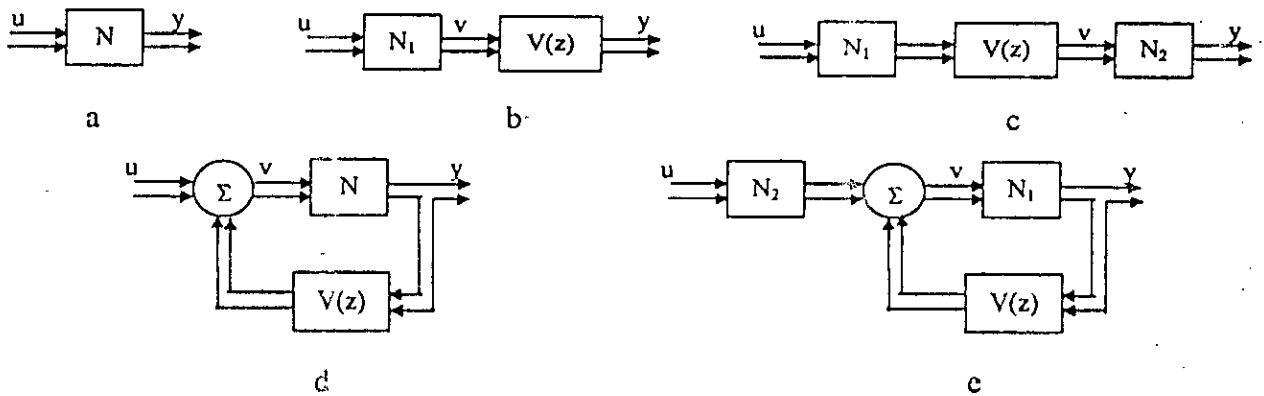 u N y
u N₁ v V(z) y
u N₁ V(z) v N₂ y
a b c
u Σ v N y
V(z)
u N₂ Σ v N₁ y
V(z)
d e